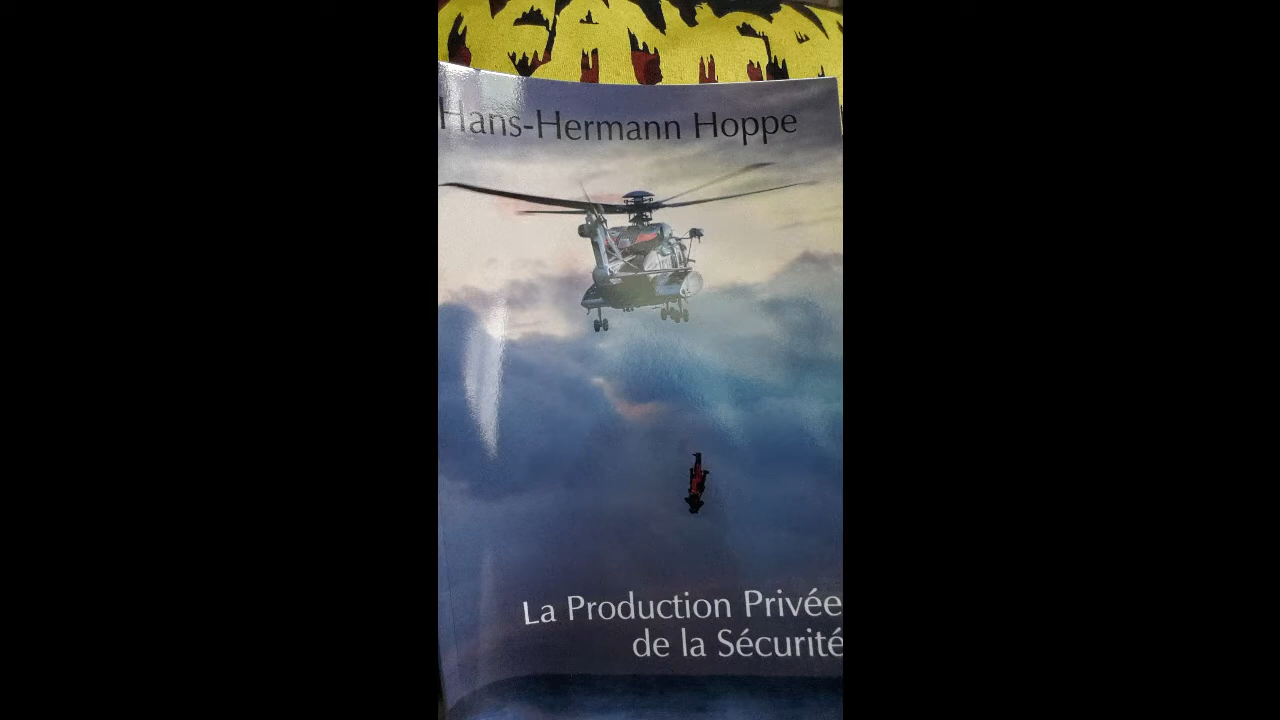 Hans-Hermann Hoppe
La Production Privée
de la Sécurité